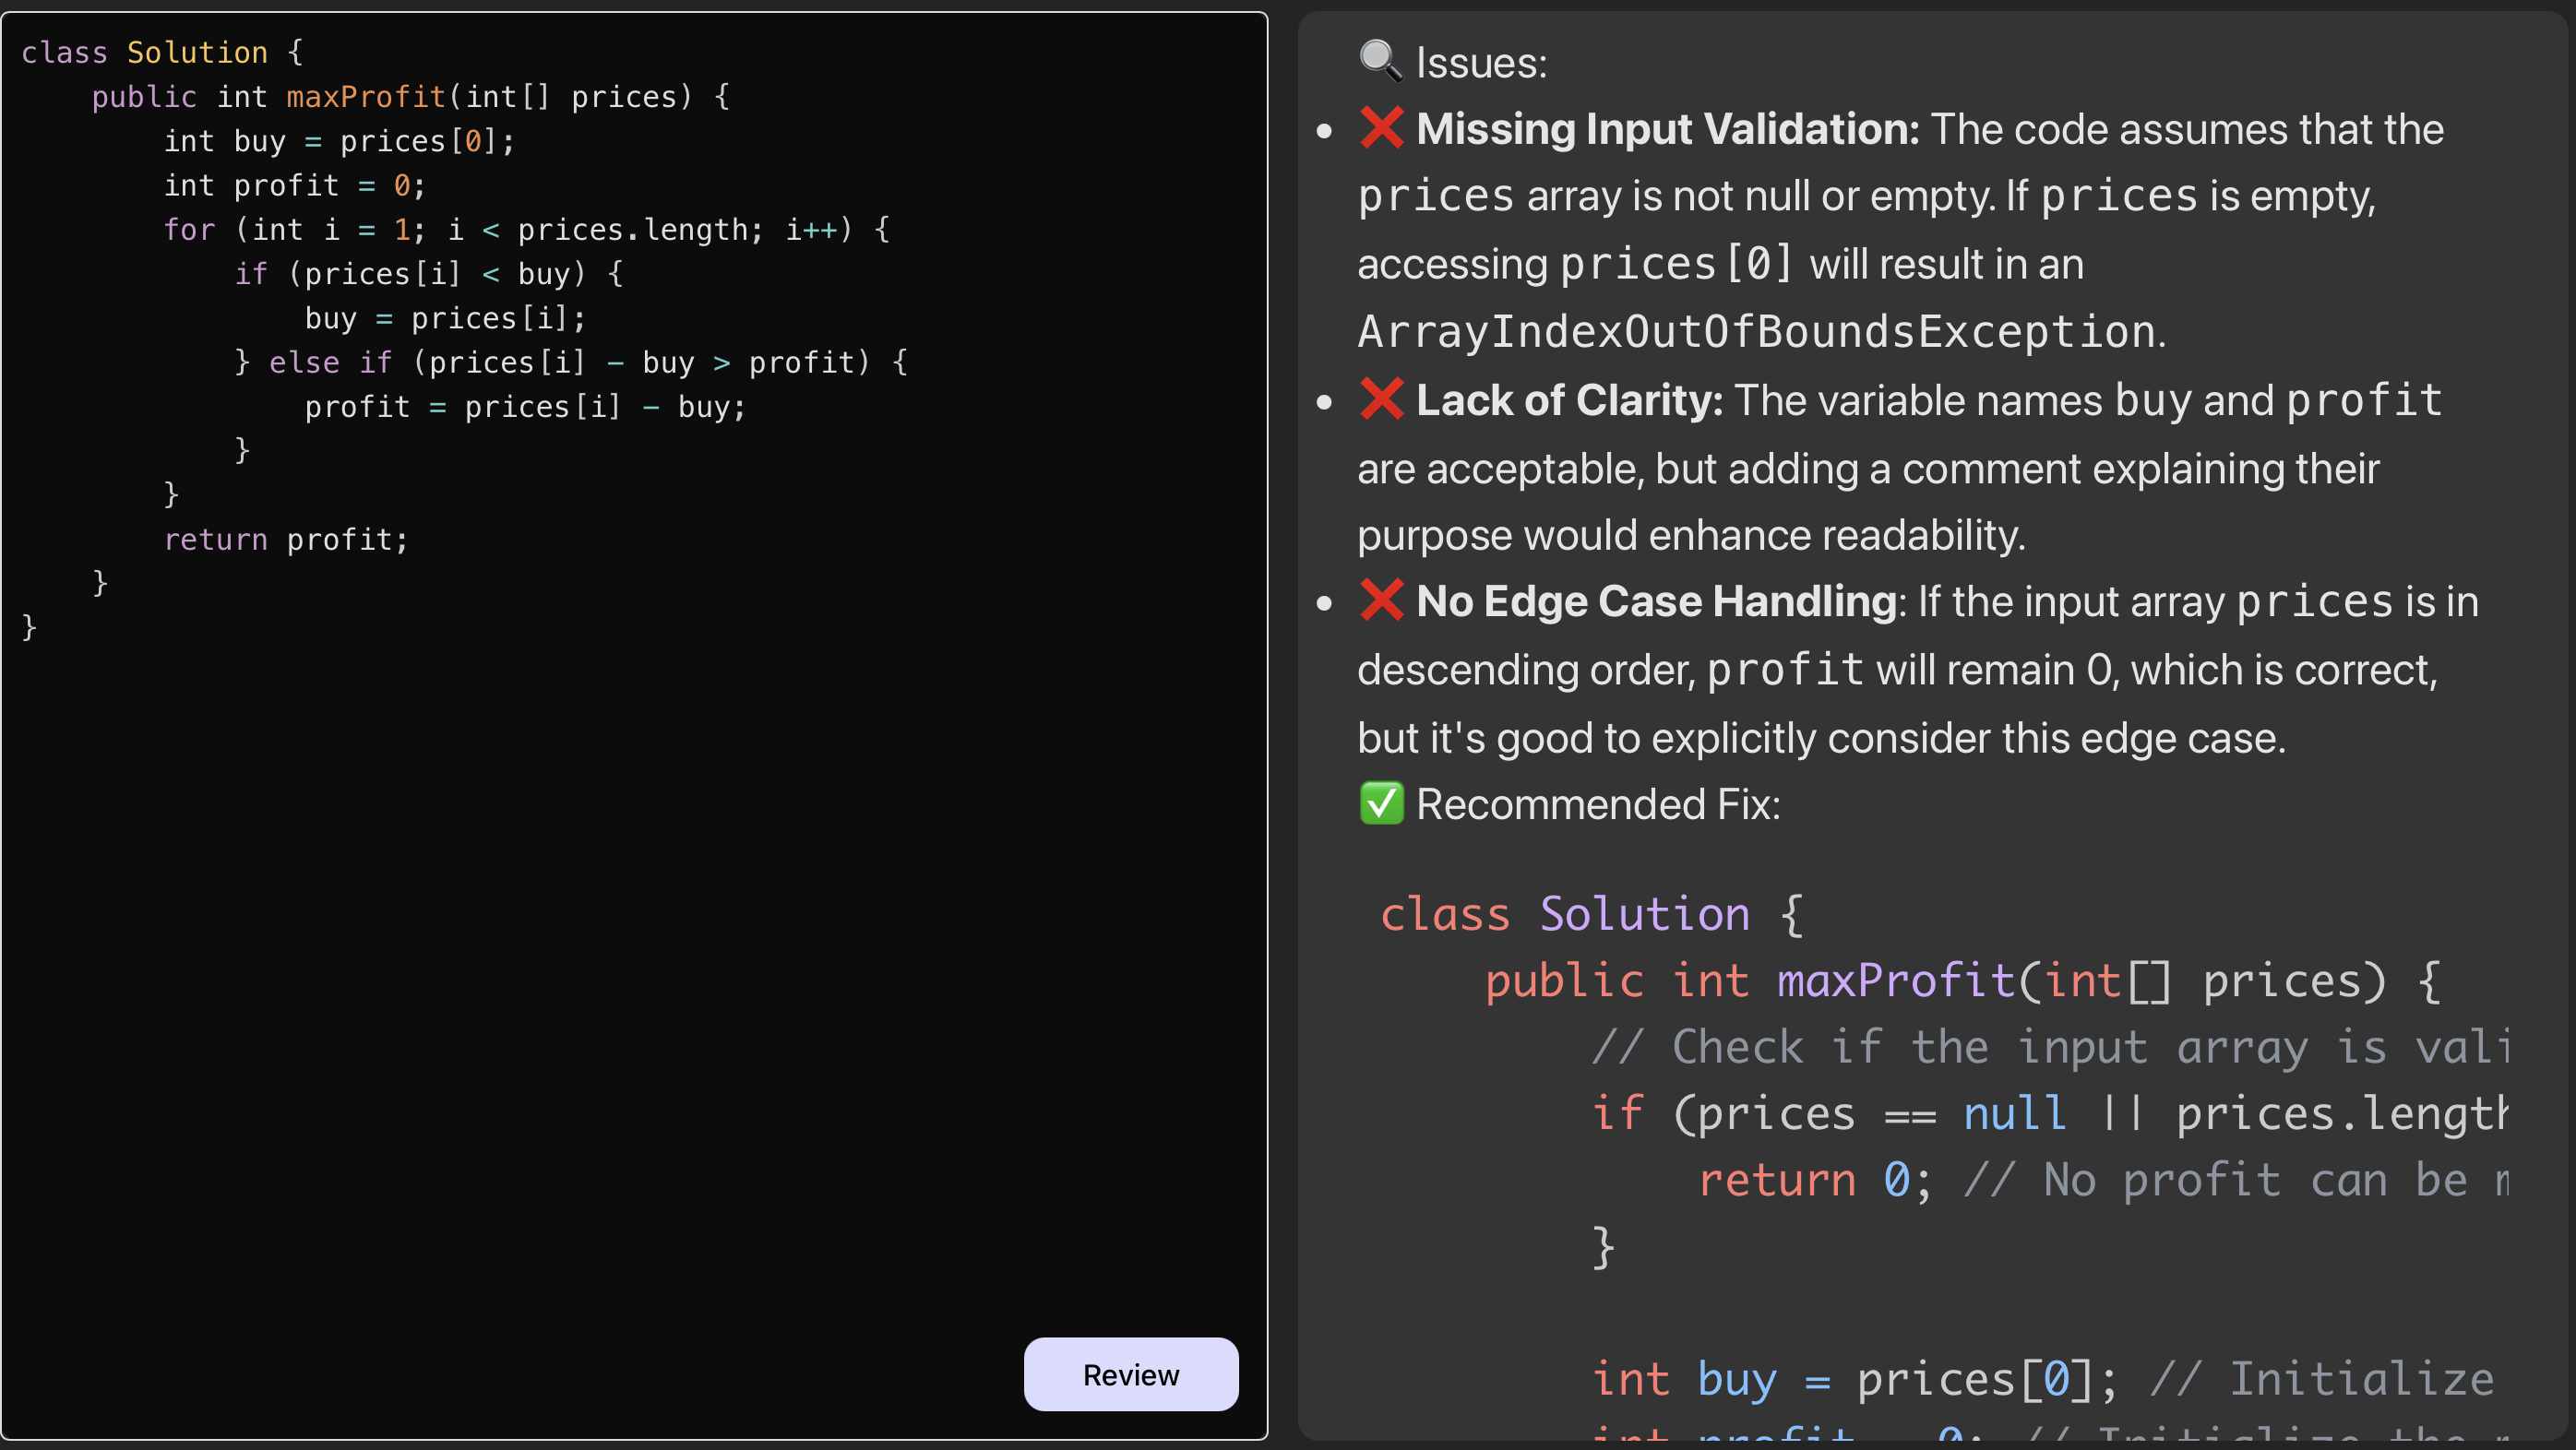 class Solution {
    public int maxProfit(int[] prices) {
        int buy = prices[0];
        int profit = 0;
        for (int i = 1; i < prices.length; i++) {
            if (prices[i] < buy) {
                buy = prices[i];
            } else if (prices[i] - buy > profit) {
                profit = prices[i] - buy;
            }
        }
        return profit;
    }
}
Review
🔍 Issues:
• ❌ Missing Input Validation: The code assumes that the
prices array is not null or empty. If prices is empty,
accessing prices[0] will result in an
ArrayIndexOutOfBoundsException.
• ❌ Lack of Clarity: The variable names buy and profit
are acceptable, but adding a comment explaining their
purpose would enhance readability.
• ❌ No Edge Case Handling: If the input array prices is in
descending order, profit will remain 0, which is correct,
but it's good to explicitly consider this edge case.
✅ Recommended Fix:
class Solution {
    public int maxProfit(int[] prices) {
        // Check if the input array is vali
        if (prices == null || prices.length
            return 0; // No profit can be
        }
        int buy = prices[0]; // Initialize
        int profit = 0; // Initialize the